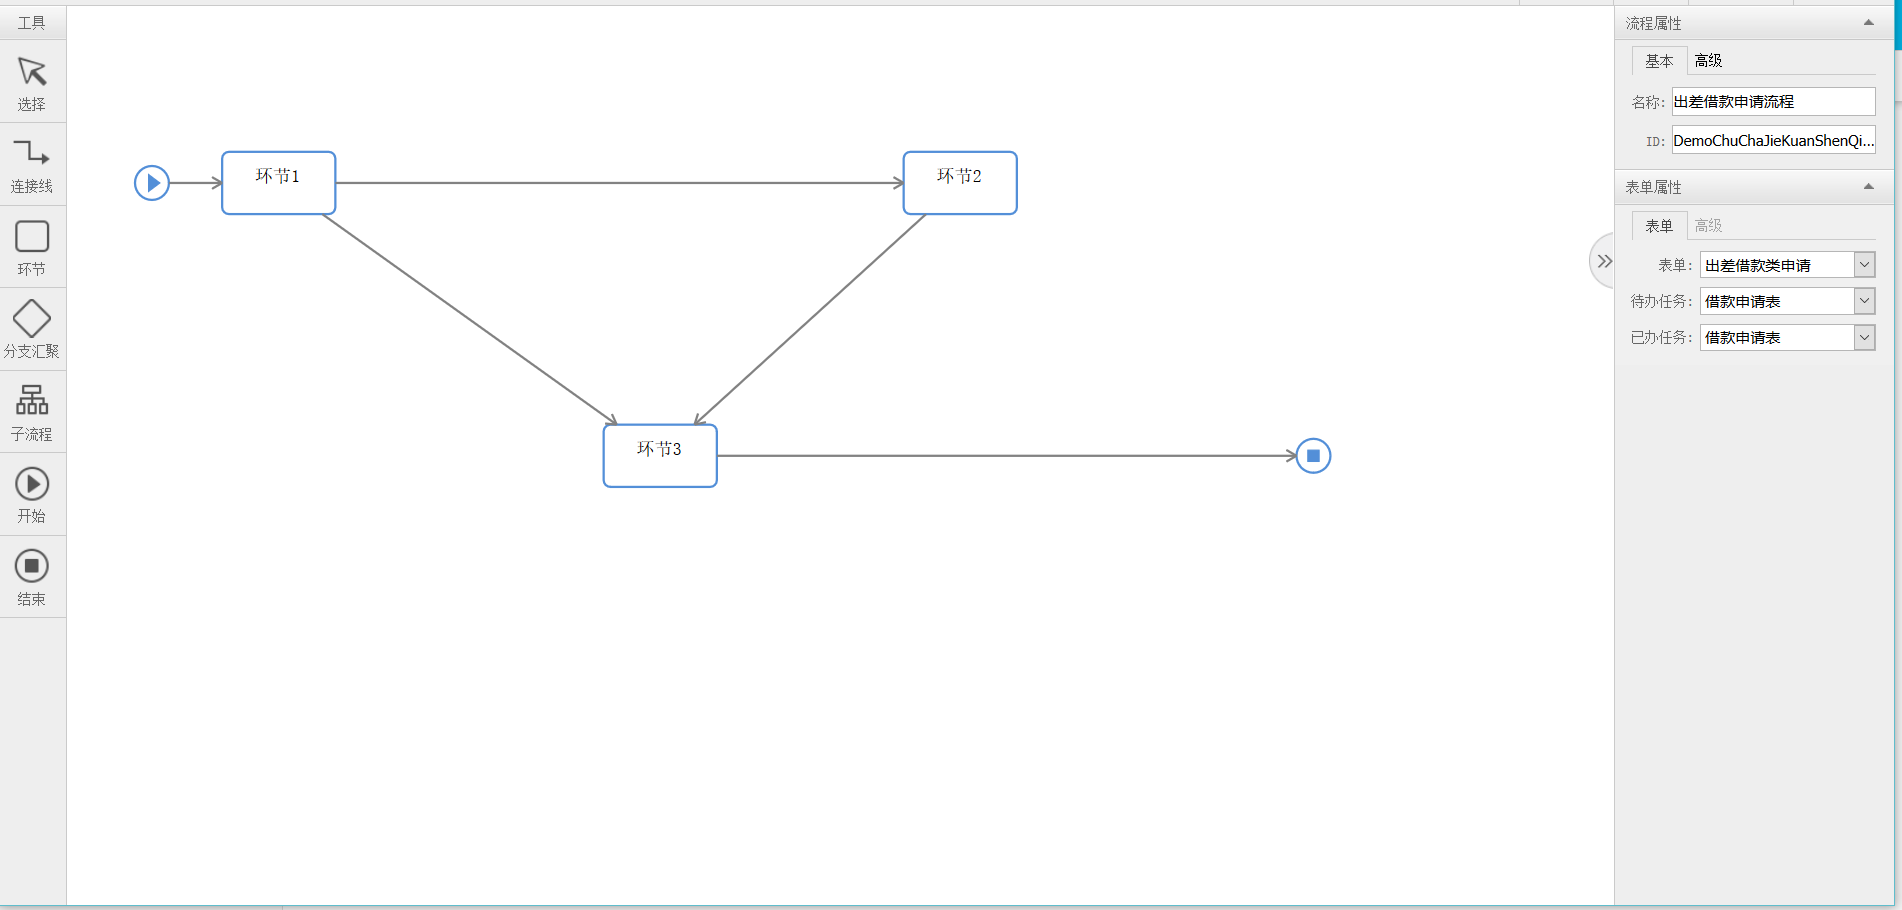 工具
选择
连接线
环节
分支汇聚
子流程
开始
结束
环节1
环节2
环节3
流程属性
基本 高级
名称: 出差借款申请流程
ID: DemoChuChaJieKuanShenQi...
表单属性
表单 高级
表单: 出差借款类申请
待办任务: 借款申请表
已办任务: 借款申请表